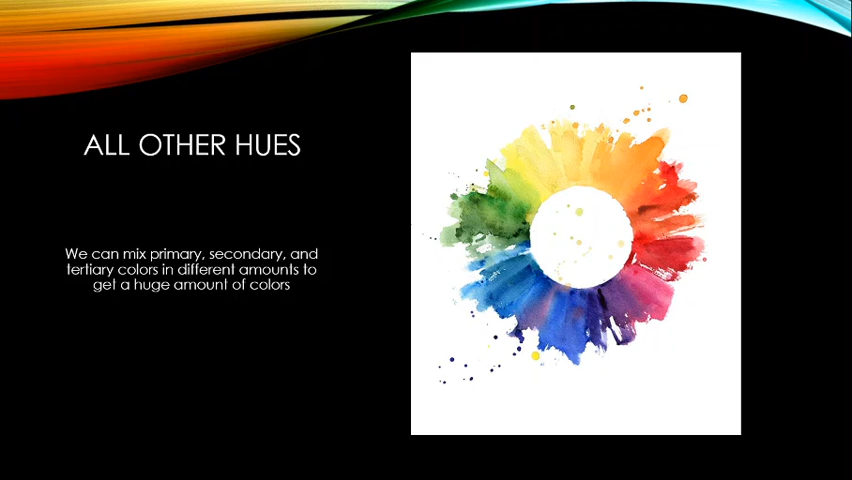 ALL OTHER HUES
We can mix primary, secondary, and
tertiary colors in different amounts to
get a huge amount of colors